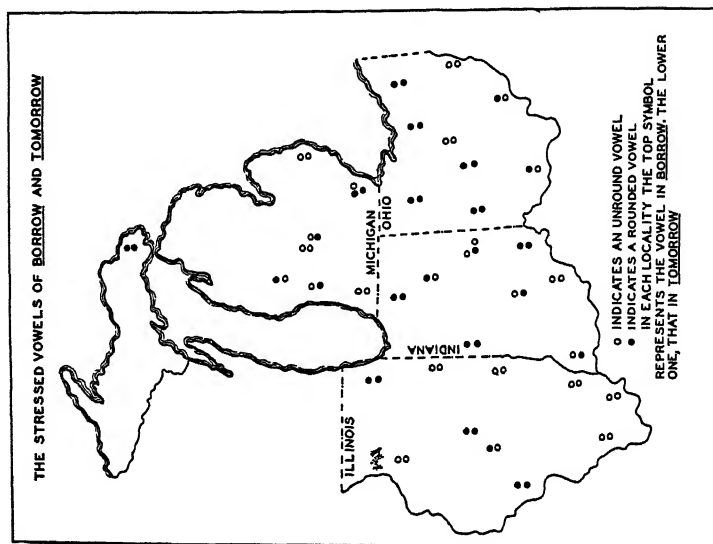 THE STRESSED VOWELS OF BORROW AND TOMORROW
MICHIGAN
OHIO
ILLINOIS
INDIANA
○ INDICATES AN UNROUND VOWEL
● INDICATES A ROUNDED VOWEL
IN EACH LOCALITY THE TOP SYMBOL
REPRESENTS THE VOWEL IN BORROW, THE LOWER
ONE, THAT IN TOMORROW